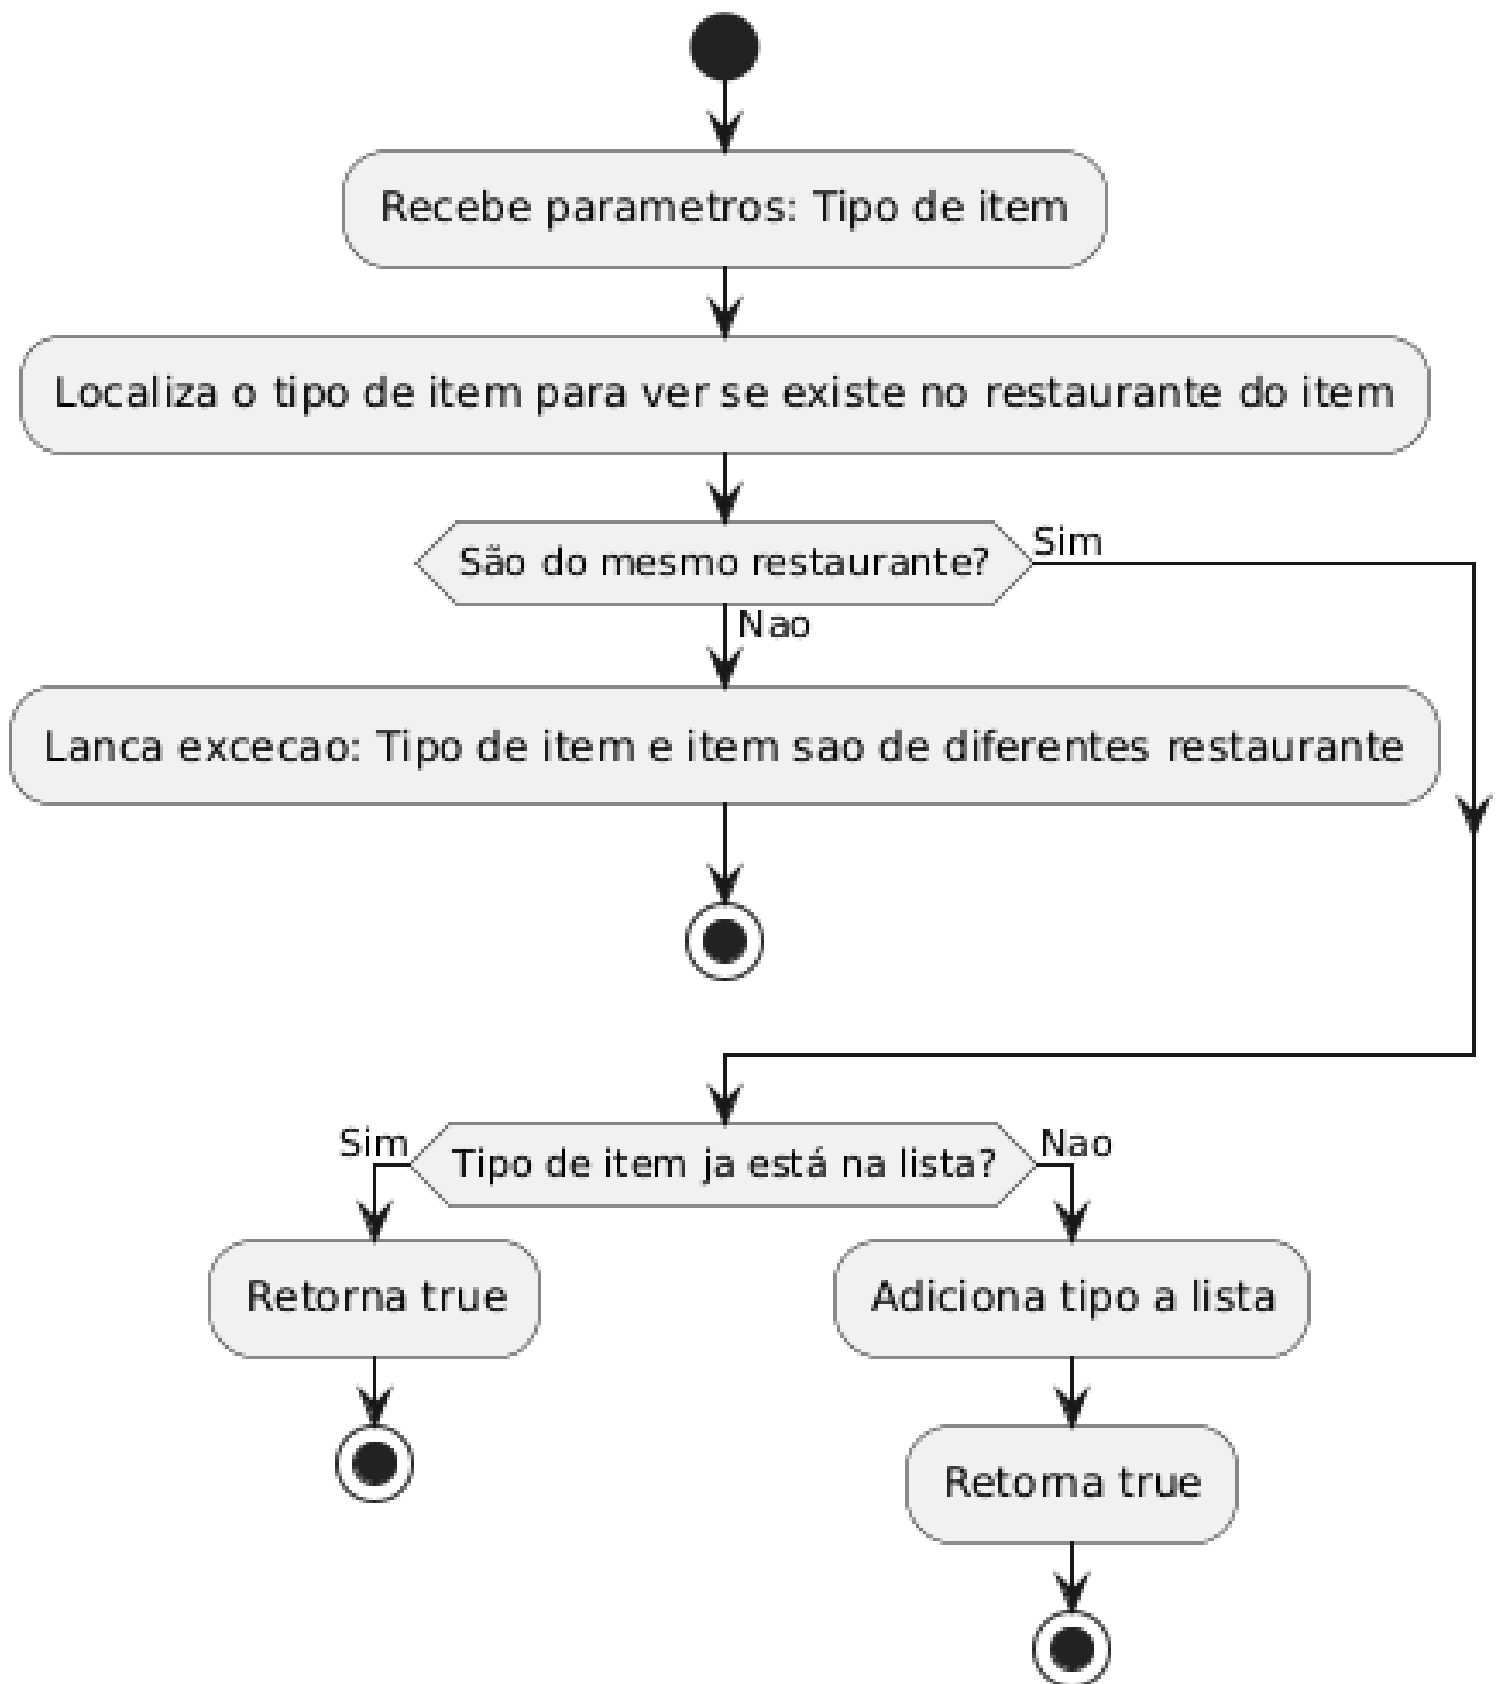 Recebe parametros: Tipo de item
Localiza o tipo de item para ver se existe no restaurante do item
São do mesmo restaurante?
Sim
Nao
Lanca excecao: Tipo de item e item sao de diferentes restaurante
Sim
Tipo de item ja está na lista?
Nao
Retorna true
Adiciona tipo a lista
Retorna true